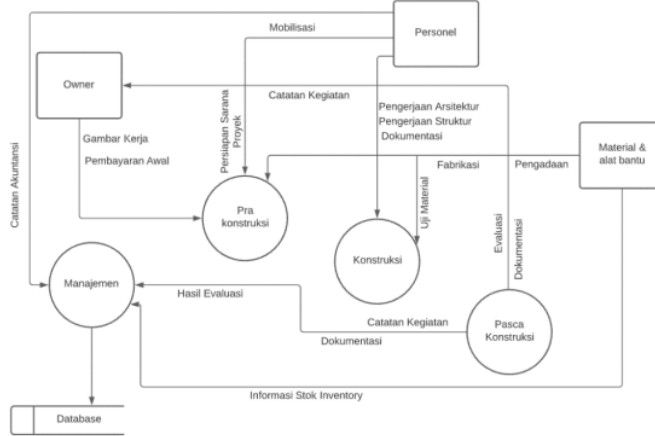 Mobilisasi
Personel
Owner
Catatan Kegiatan
Persiapan Sarana
Proyek
Pengerjaan Arsitektur
Pengerjaan Struktur
Dokumentasi
Gambar Kerja
Pembayaran Awal
Catatan Akuntansi
Material &
alat bantu
Fabrikasi
Pengadaan
Uji Material
Pra
konstruksi
Evaluasi
Dokumentasi
Konstruksi
Manajemen
Hasil Evaluasi
Catatan Kegiatan
Dokumentasi
Pasca
Konstruksi
Informasi Stok Inventory
Database